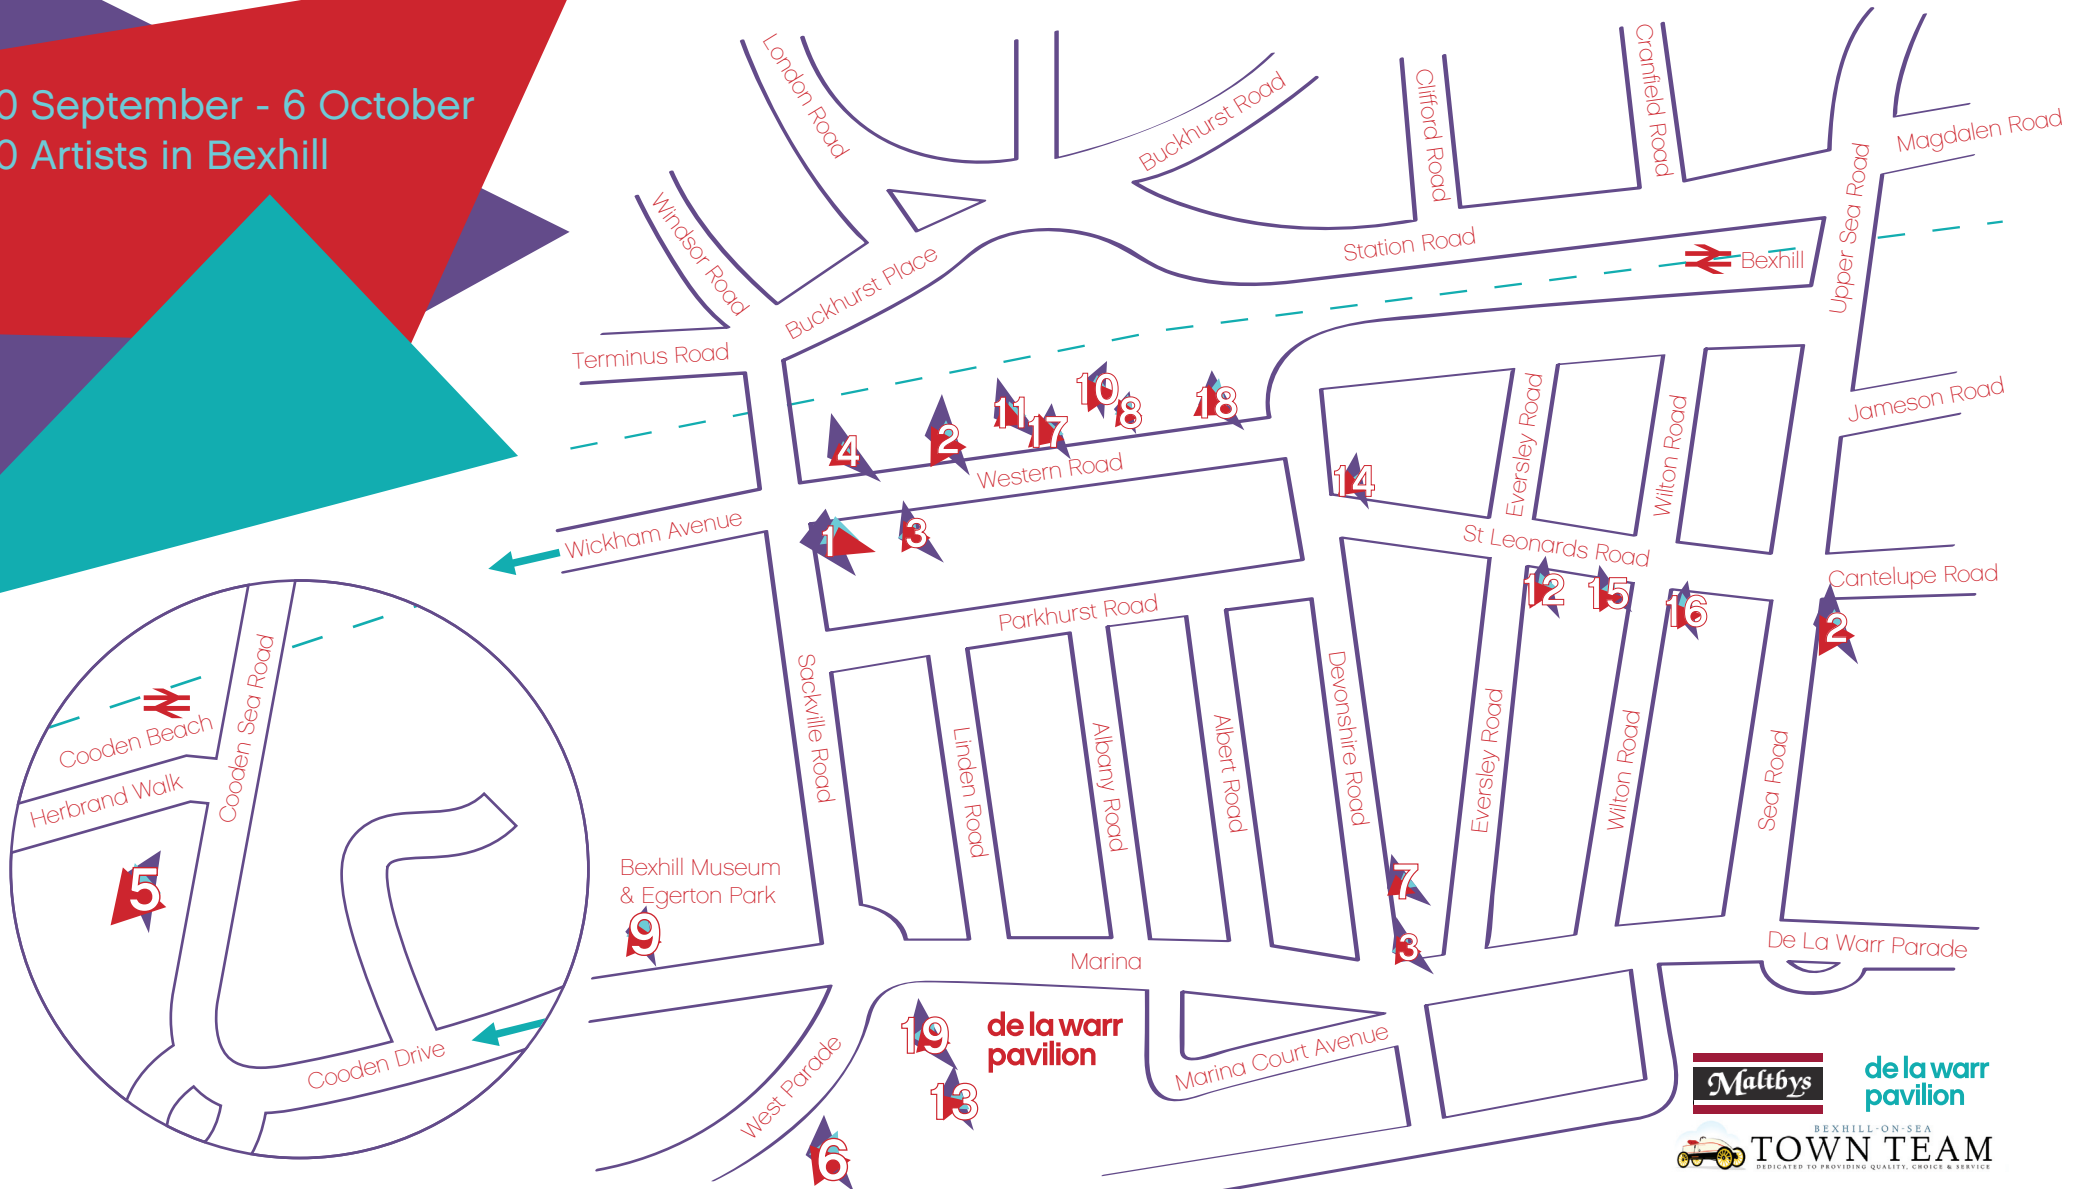 0 September - 6 October
0 Artists in Bexhill
London Road
Buckhurst Road
Clifford Road
Cranfield Road
Magdalen Road
Windsor Road
Buckhurst Place
Station Road
Bexhill
Upper Sea Road
Terminus Road
Jameson Road
10
11
8
18
17
4
2
Western Road
14
Eversley Road
Wilton Road
Wickham Avenue
1
3
St Leonards Road
Cantelupe Road
12
15
16
2
Parkhurst Road
Sackville Road
Linden Road
Albany Road
Albert Road
Devonshire Road
Eversley Road
Wilton Road
Sea Road
Cooden Beach
Cooden Sea Road
Herbrand Walk
5
Cooden Drive
Bexhill Museum
& Egerton Park
9
7
3
De La Warr Parade
Marina
19
de la warr
pavilion
13
Marina Court Avenue
West Parade
6
Maltbys
de la warr
pavilion
BEXHILL-ON-SEA
TOWN TEAM
DEDICATED TO PROVIDING QUALITY, CHOICE & SERVICE